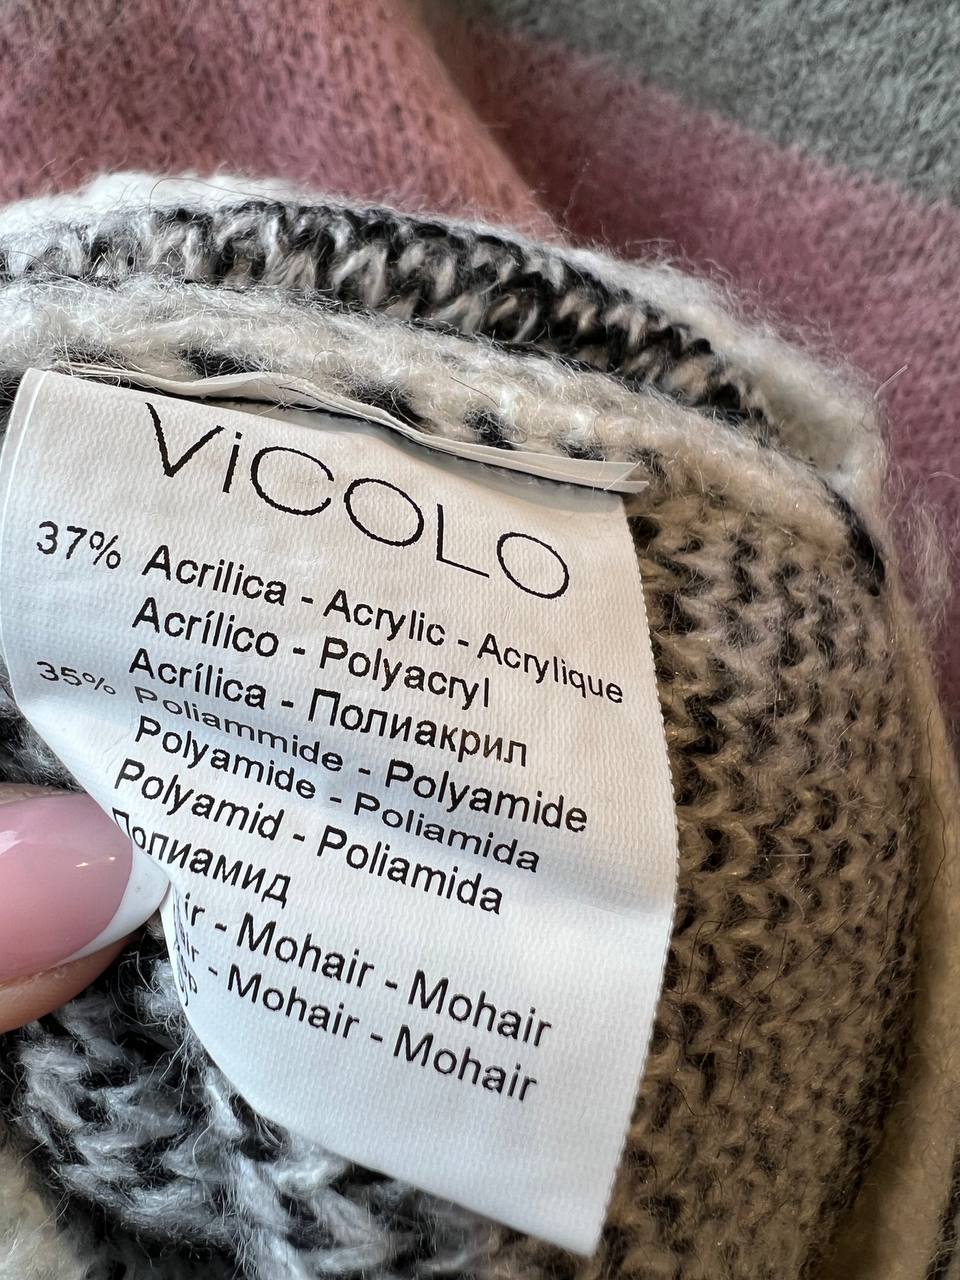 ViCOLO
37% Acrilica - Acrylic - Acrylique
Acrílico - Polyacryl
Acrílica - Полиакрил
35% Poliammide - Polyamide
Polyamide - Poliamida
Polyamid - Poliamida
Полиамид
- Mohair - Mohair
- Mohair - Mohair